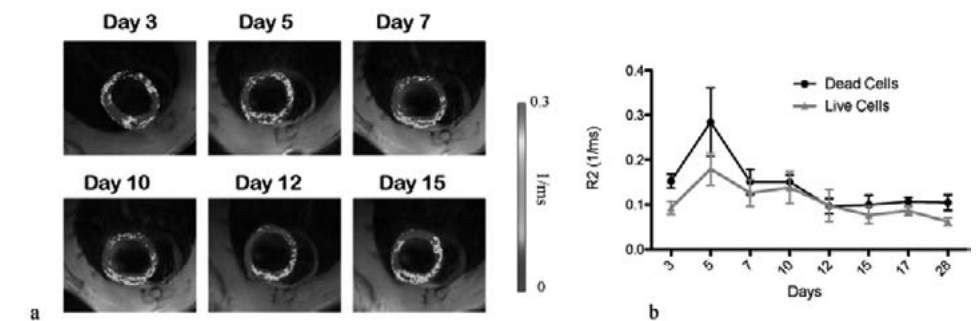 Day 3 Day 5 Day 7
Day 10 Day 12 Day 15
0.3
1/ms
0
a
0.4
0.3
0.2
0.1
0.0
R2 (1/ms)
Dead Cells
Live Cells
3 5 7 10 12 15 17 28
Days
b